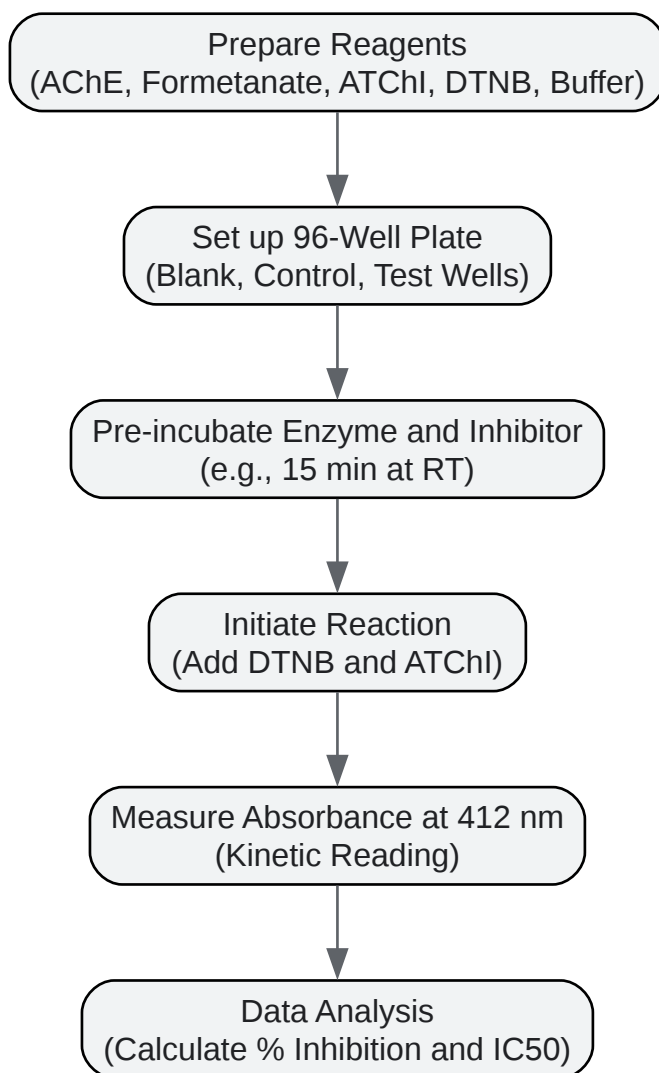 Prepare Reagents
(AChE, Formetanate, ATChI, DTNB, Buffer)
Set up 96-Well Plate
(Blank, Control, Test Wells)
Pre-incubate Enzyme and Inhibitor
(e.g., 15 min at RT)
Initiate Reaction
(Add DTNB and ATChI)
Measure Absorbance at 412 nm
(Kinetic Reading)
Data Analysis
(Calculate % Inhibition and IC50)